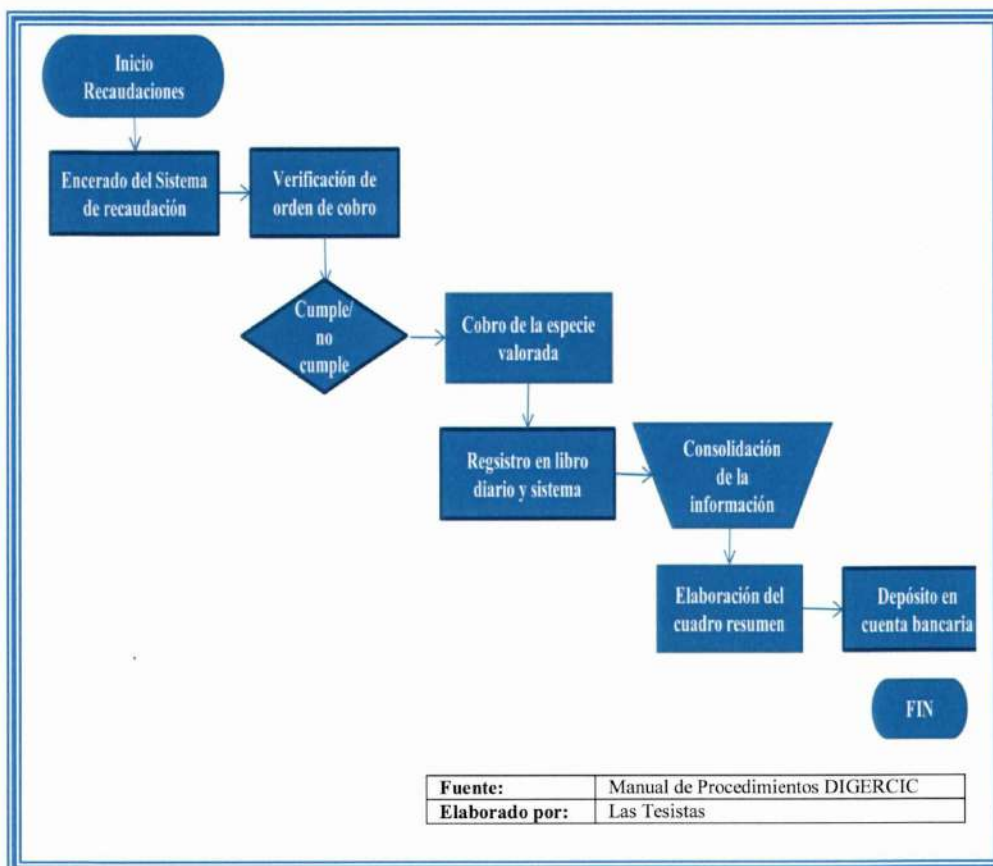 Inicio
Recaudaciones
Encerado del Sistema
de recaudación
Verificación de
orden de cobro
Cumple/
no
cumple
Cobro de la especie
valorada
Regsistro en libro
diario y sistema
Consolidación
de la
información
Elaboración del
cuadro resumen
Depósito en
cuenta bancaria
FIN
Fuente: Manual de Procedimientos DIGERCIC
Elaborado por: Las Tesistas